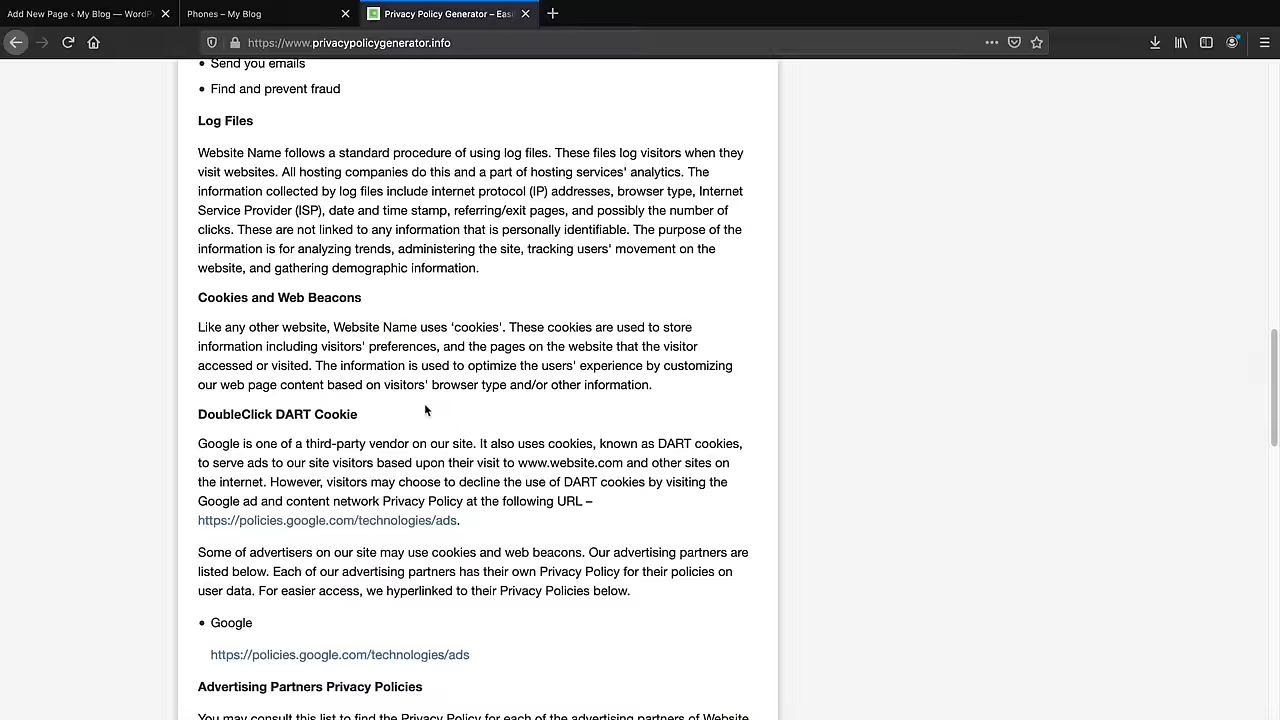 Add New Page ‹ My Blog — WordP
Phones – My Blog
Privacy Policy Generator – Easi
https://www.privacypolicygenerator.info
• Send you emails
• Find and prevent fraud
Log Files
Website Name follows a standard procedure of using log files. These files log visitors when they
visit websites. All hosting companies do this and a part of hosting services' analytics. The
information collected by log files include internet protocol (IP) addresses, browser type, Internet
Service Provider (ISP), date and time stamp, referring/exit pages, and possibly the number of
clicks. These are not linked to any information that is personally identifiable. The purpose of the
information is for analyzing trends, administering the site, tracking users' movement on the
website, and gathering demographic information.
Cookies and Web Beacons
Like any other website, Website Name uses ‘cookies’. These cookies are used to store
information including visitors' preferences, and the pages on the website that the visitor
accessed or visited. The information is used to optimize the users' experience by customizing
our web page content based on visitors' browser type and/or other information.
DoubleClick DART Cookie
Google is one of a third-party vendor on our site. It also uses cookies, known as DART cookies,
to serve ads to our site visitors based upon their visit to www.website.com and other sites on
the internet. However, visitors may choose to decline the use of DART cookies by visiting the
Google ad and content network Privacy Policy at the following URL –
https://policies.google.com/technologies/ads.
Some of advertisers on our site may use cookies and web beacons. Our advertising partners are
listed below. Each of our advertising partners has their own Privacy Policy for their policies on
user data. For easier access, we hyperlinked to their Privacy Policies below.
• Google
https://policies.google.com/technologies/ads
Advertising Partners Privacy Policies
You may consult this list to find the Privacy Policy for each of the advertising partners of Website